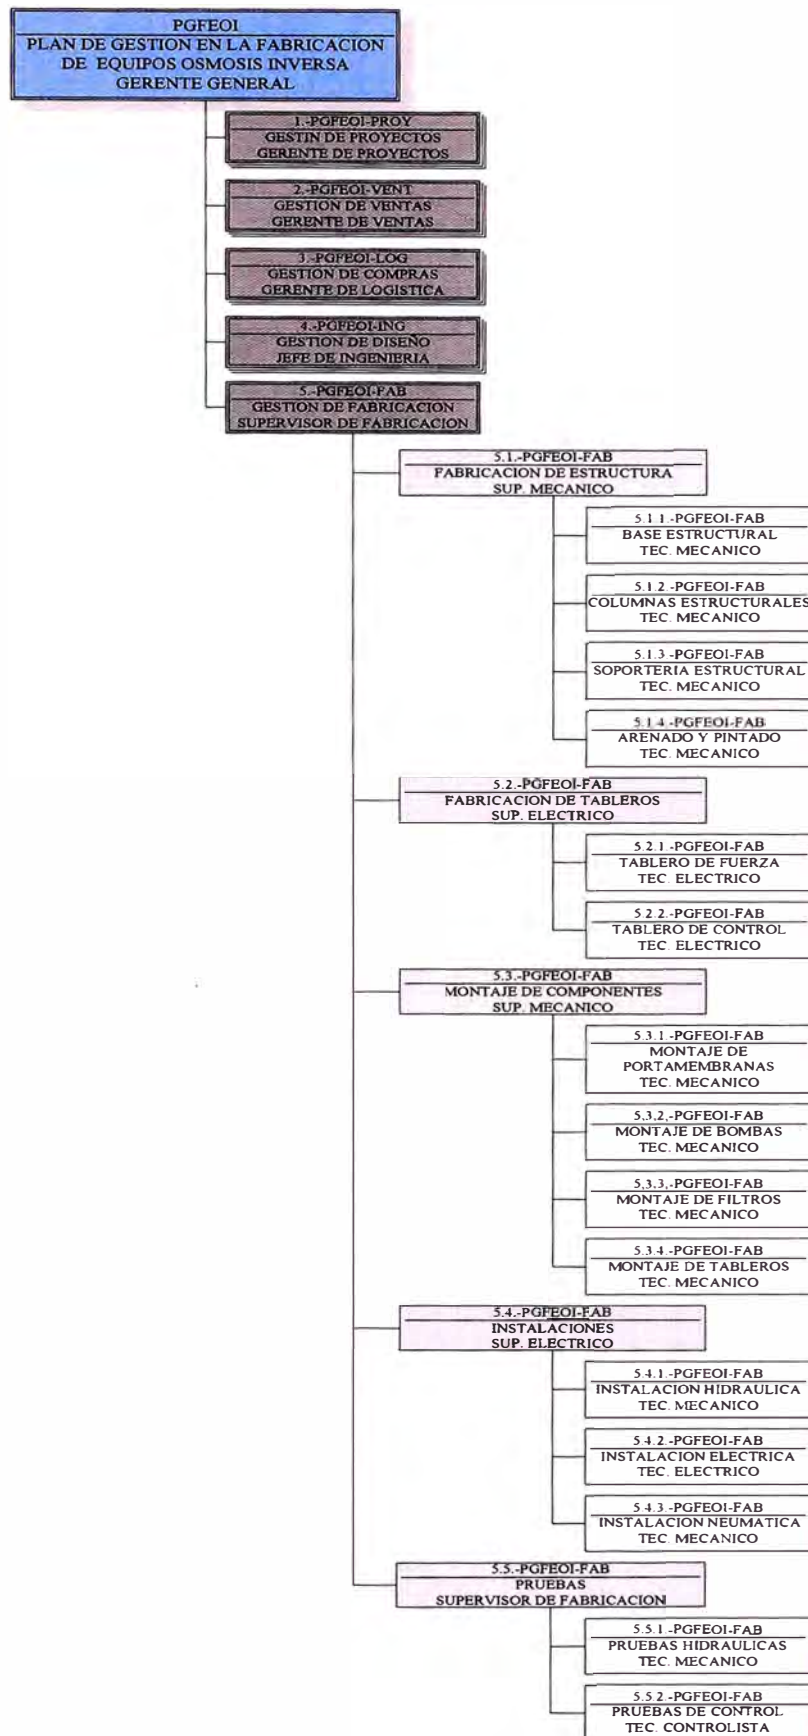 PGFEOI
PLAN DE GESTION EN LA FABRICACION
DE EQUIPOS OSMOSIS INVERSA
GERENTE GENERAL
1.-PGFEOI-PROY
GESTIN DE PROYECTOS
GERENTE DE PROYECTOS
2.-PGFEOI-VENT
GESTION DE VENTAS
GERENTE DE VENTAS
3.-PGFEOI-LOG
GESTION DE COMPRAS
GERENTE DE LOGISTICA
4.-PGFEOI-ING
GESTION DE DISEÑO
JEFE DE INGENIERIA
5.-PGFEOI-FAB
GESTION DE FABRICACION
SUPERVISOR DE FABRICACION
5.1.-PGFEOI-FAB
FABRICACION DE ESTRUCTURA
SUP. MECANICO
5.1.1.-PGFEOI-FAB
BASE ESTRUCTURAL
TEC. MECANICO
5.1.2.-PGFEOI-FAB
COLUMNAS ESTRUCTURALES
TEC. MECANICO
5.1.3.-PGFEOI-FAB
SOPORTERIA ESTRUCTURAL
TEC. MECANICO
5.1.4.-PGFEOI-FAB
ARENADO Y PINTADO
TEC. MECANICO
5.2.-PGFEOI-FAB
FABRICACION DE TABLEROS
SUP. ELECTRICO
5.2.1.-PGFEOI-FAB
TABLERO DE FUERZA
TEC. ELECTRICO
5.2.2.-PGFEOI-FAB
TABLERO DE CONTROL
TEC. ELECTRICO
5.3.-PGFEOI-FAB
MONTAJE DE COMPONENTES
SUP. MECANICO
5.3.1.-PGFEOI-FAB
MONTAJE DE
PORTAMEMBRANAS
TEC. MECANICO
5,3,2,-PGFEOI-FAB
MONTAJE DE BOMBAS
TEC. MECANICO
5,3,3,-PGFEOI-FAB
MONTAJE DE FILTROS
TEC. MECANICO
5.3.4.-PGFEOI-FAB
MONTAJE DE TABLEROS
TEC. MECANICO
5.4.-PGFEOI-FAB
INSTALACIONES
SUP. ELECTRICO
5.4.1.-PGFEOI-FAB
INSTALACION HIDRAULICA
TEC. MECANICO
5.4.2.-PGFEOI-FAB
INSTALACION ELECTRICA
TEC. ELECTRICO
5.4.3.-PGFEOI-FAB
INSTALACION NEUMATICA
TEC. MECANICO
5.5.-PGFEOI-FAB
PRUEBAS
SUPERVISOR DE FABRICACION
5.5.1.-PGFEOI-FAB
PRUEBAS HIDRAULICAS
TEC. MECANICO
5.5.2.-PGFEOI-FAB
PRUEBAS DE CONTROL
TEC. CONTROLISTA